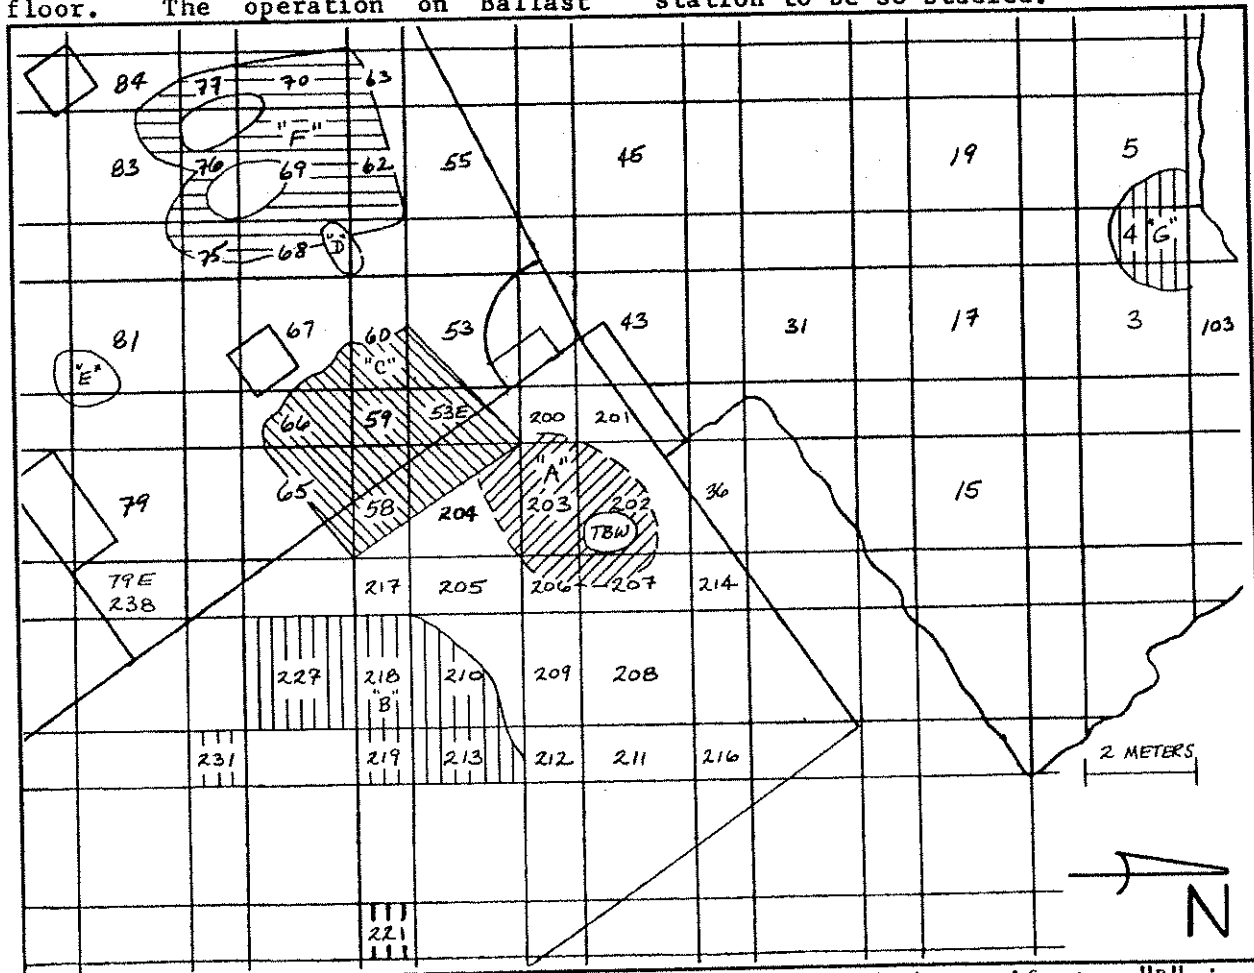 floor. The operation on Ballast station to be so studied.
84 77 70 63
"F"
83 76 69 62 55 45 19 5
75 68 "D" 4 "G"
81 67 60 53 43 31 17 3 103
"E" "C"
66 59 53E 200 201
"A"
79 65 58 204 203 202 36 15
TBW
79E 217 205 206 207 214
238
227 218 210 209 208
"B"
231 219 213 212 211 216 2 METERS
N
221